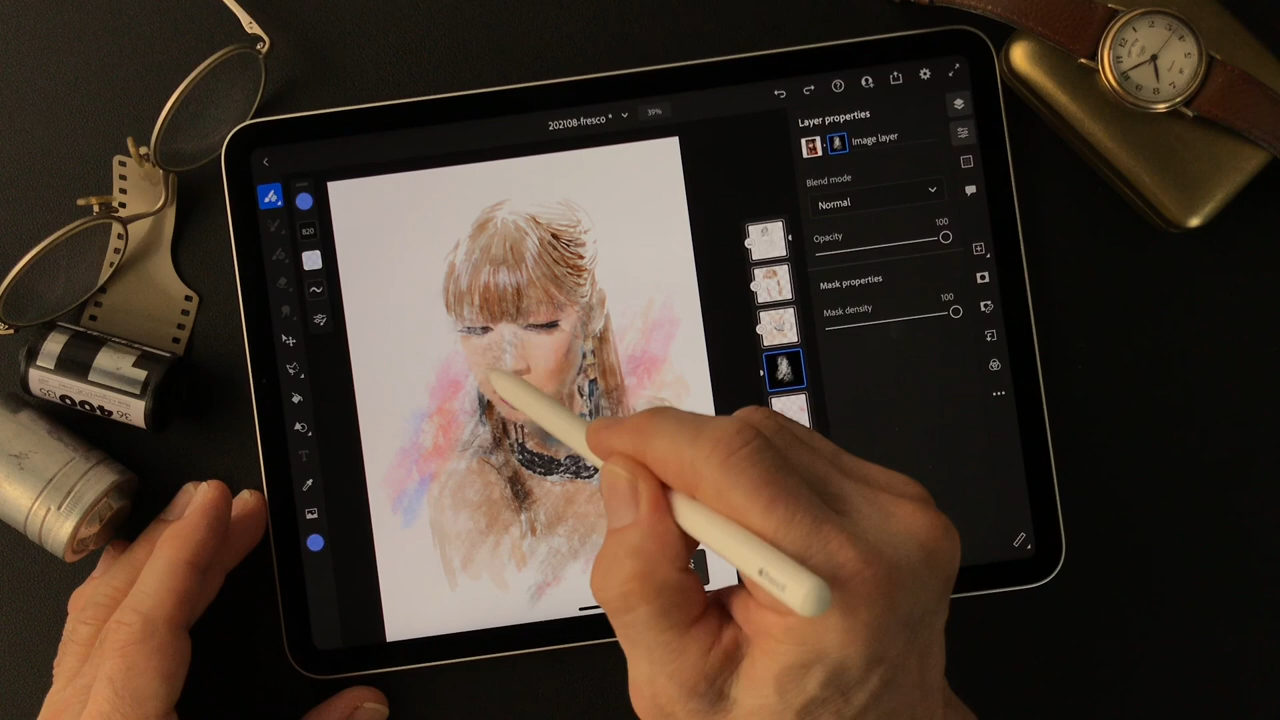 202108-fresco *
39%
820
T
Layer properties
Image layer
Blend mode
Normal
Opacity
100
Mask properties
Mask density
100
400
36
135